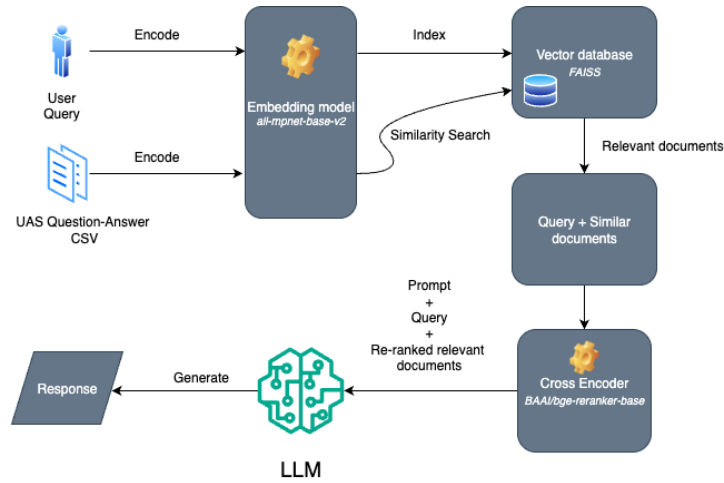 Encode
Index
User
Query
Embedding model
all-mpnet-base-v2
Vector database
FAISS
Similarity Search
Encode
Relevant documents
UAS Question-Answer
CSV
Query + Similar
documents
Prompt
+
Query
+
Re-ranked relevant
documents
Cross Encoder
BAAI/bge-reranker-base
Generate
Response
LLM